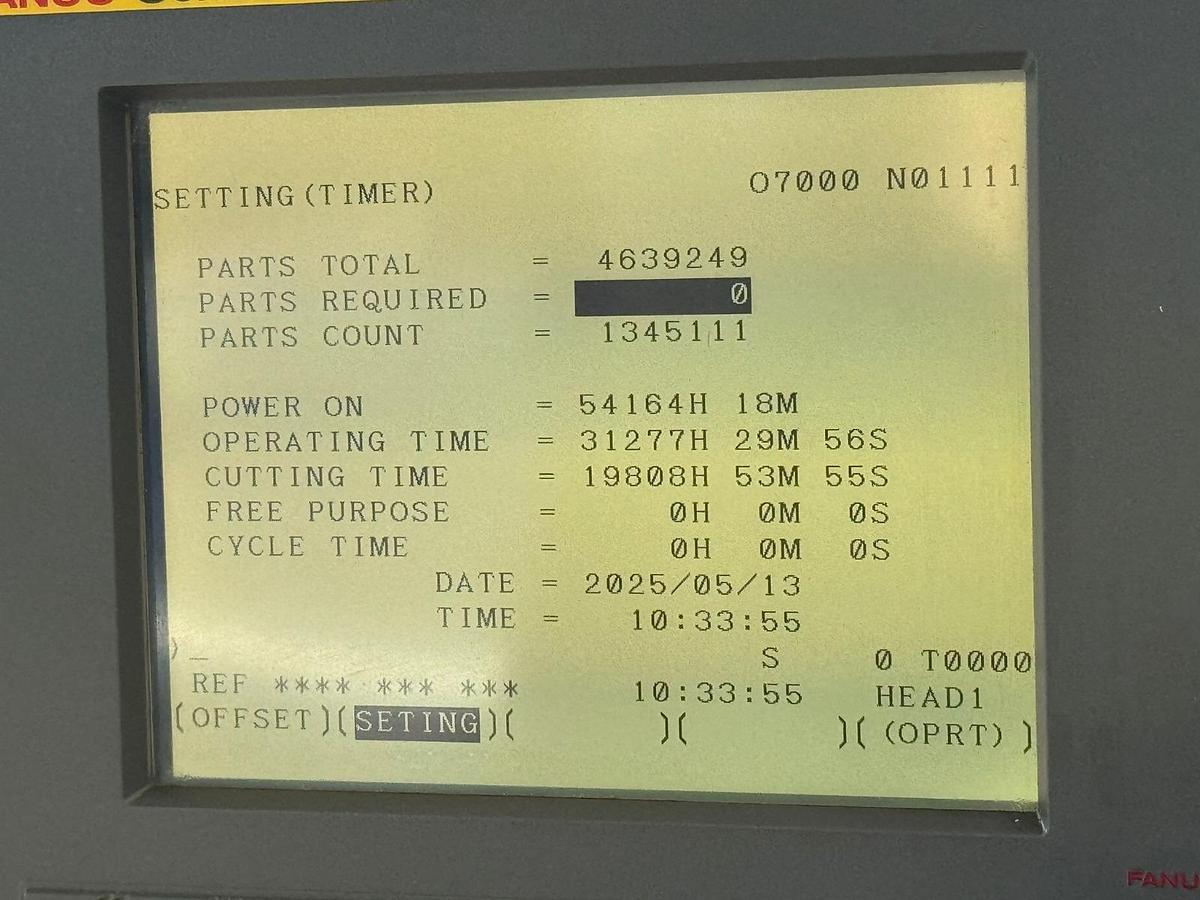 SETTING(TIMER) O7000 N01111
PARTS TOTAL = 4639249
PARTS REQUIRED = 0
PARTS COUNT = 1345111
POWER ON = 54164H 18M
OPERATING TIME = 31277H 29M 56S
CUTTING TIME = 19808H 53M 55S
FREE PURPOSE = 0H 0M 0S
CYCLE TIME = 0H 0M 0S
DATE = 2025/05/13
TIME = 10:33:55
)_ S 0 T0000
REF **** *** *** 10:33:55 HEAD1
(OFFSET)(SETING)( )( )((OPRT))
FANU